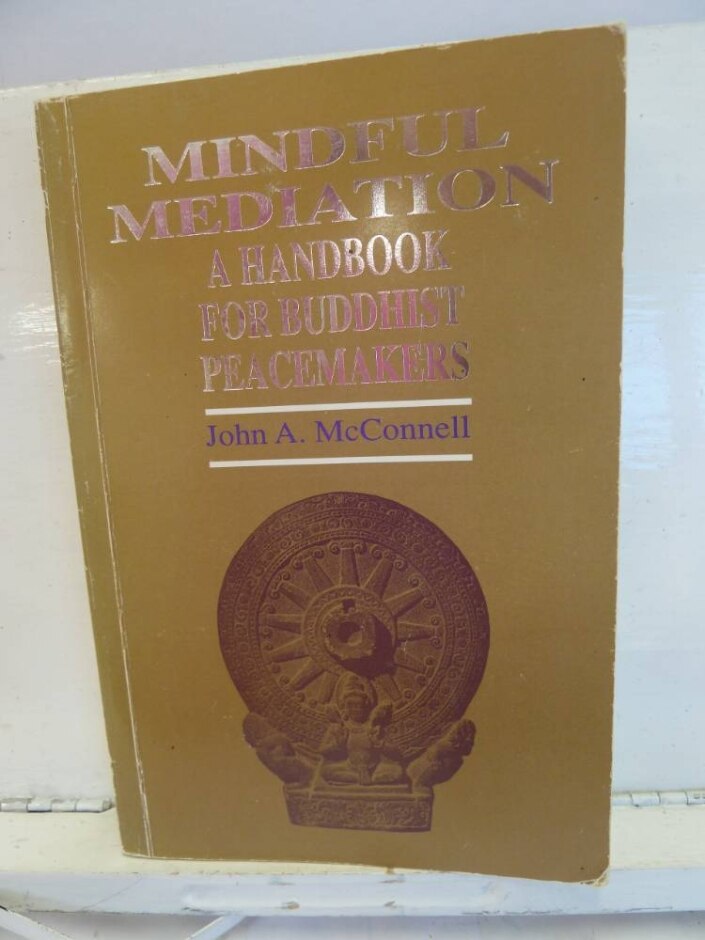 MINDFUL
MEDIATION
A HANDBOOK
FOR BUDDHIST
PEACEMAKERS
John A. McConnell